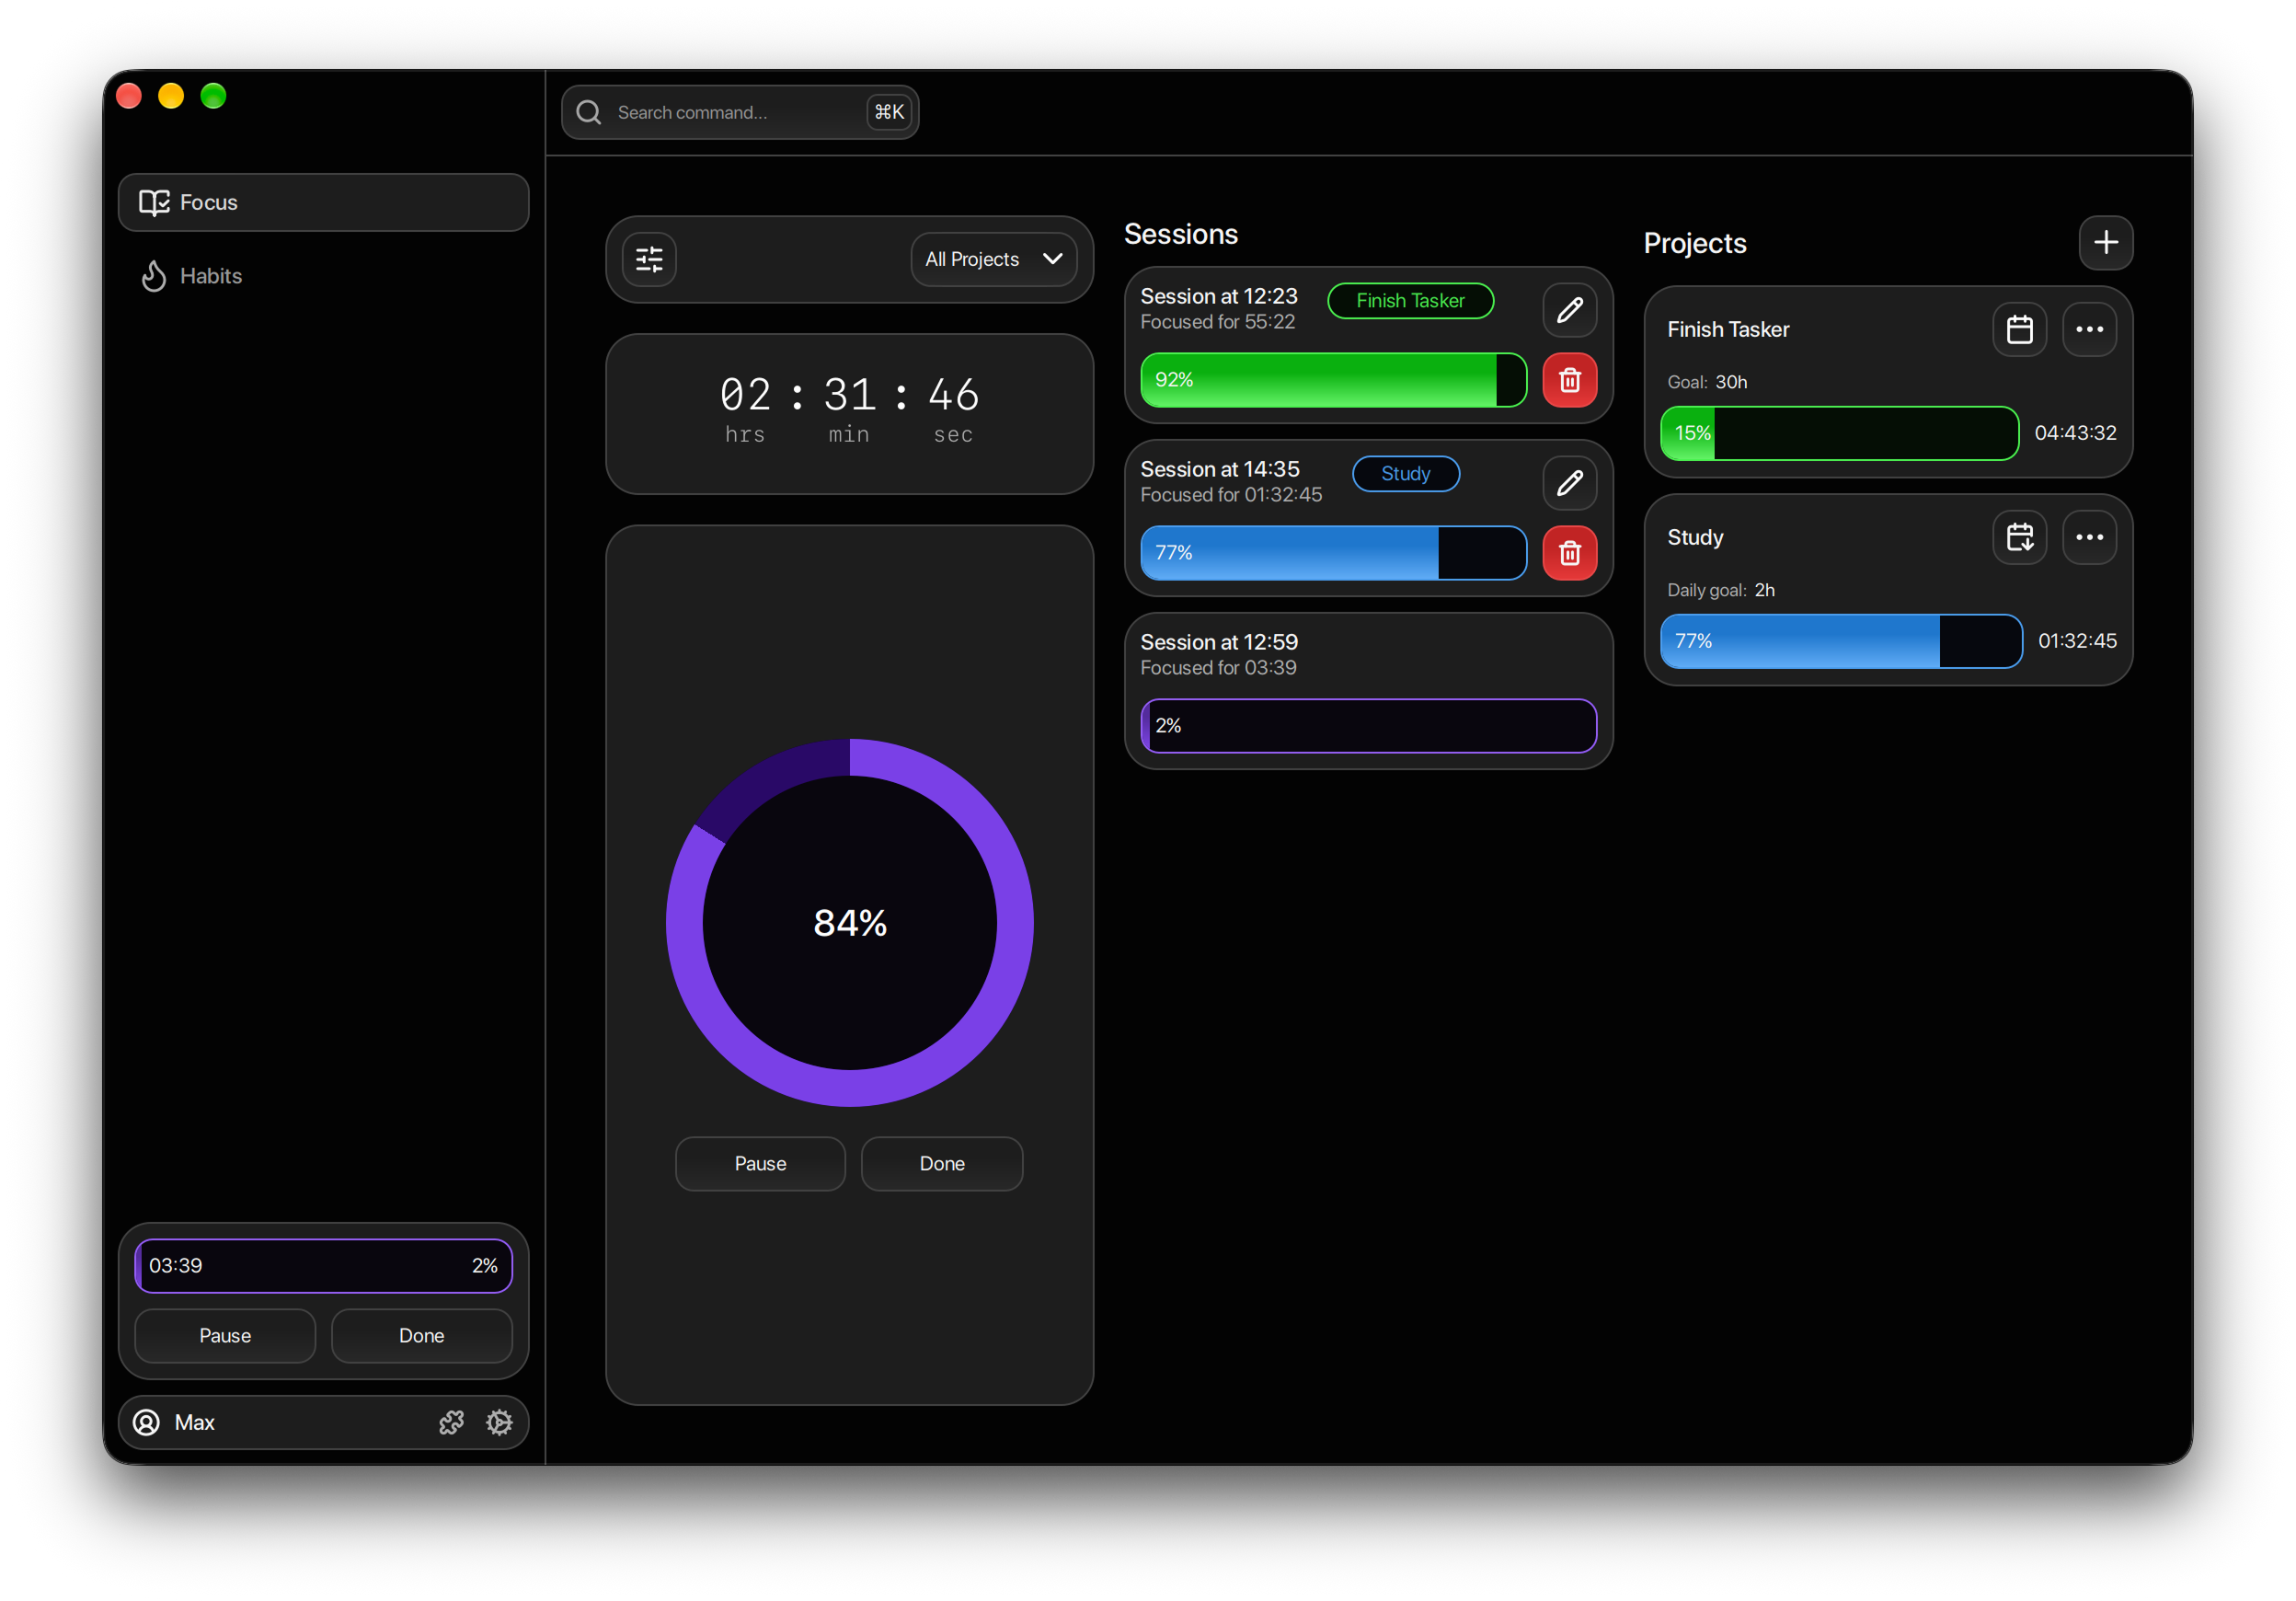 Search command... ⌘K
Focus
Habits
All Projects
02 : 31 : 46
hrs min sec
84%
Pause Done
Sessions
Session at 12:23 Finish Tasker
Focused for 55:22
92%
Session at 14:35 Study
Focused for 01:32:45
77%
Session at 12:59
Focused for 03:39
2%
Projects
Finish Tasker
Goal: 30h
15% 04:43:32
Study
Daily goal: 2h
77% 01:32:45
03:39 2%
Pause Done
Max